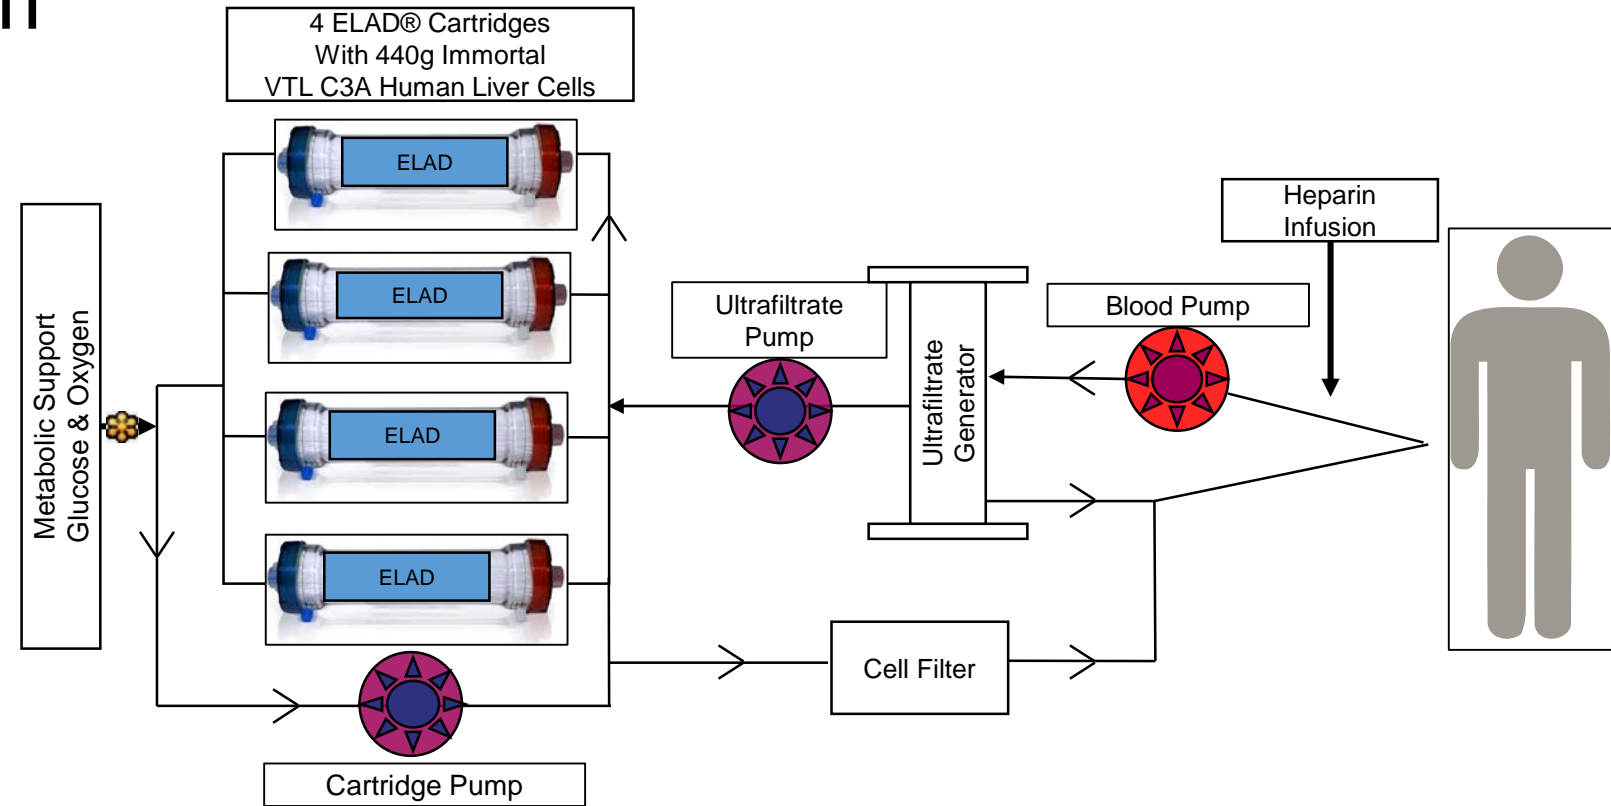 4 ELAD® Cartridges
With 440g Immortal
VTL C3A Human Liver Cells
ELAD
ELAD
ELAD
ELAD
Metabolic Support
Glucose & Oxygen
Cartridge Pump
Ultrafiltrate
Pump
Ultrafiltrate
Generator
Blood Pump
Heparin
Infusion
Cell Filter